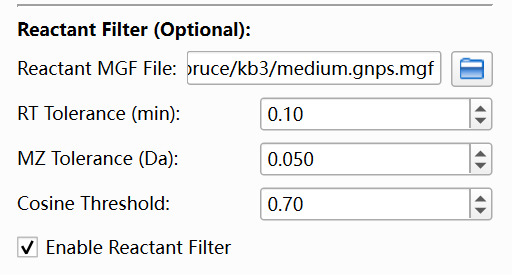 Reactant Filter (Optional):
Reactant MGF File: ruce/kb3/medium.gnps.mgf
RT Tolerance (min): 0.10
MZ Tolerance (Da): 0.050
Cosine Threshold: 0.70
Enable Reactant Filter